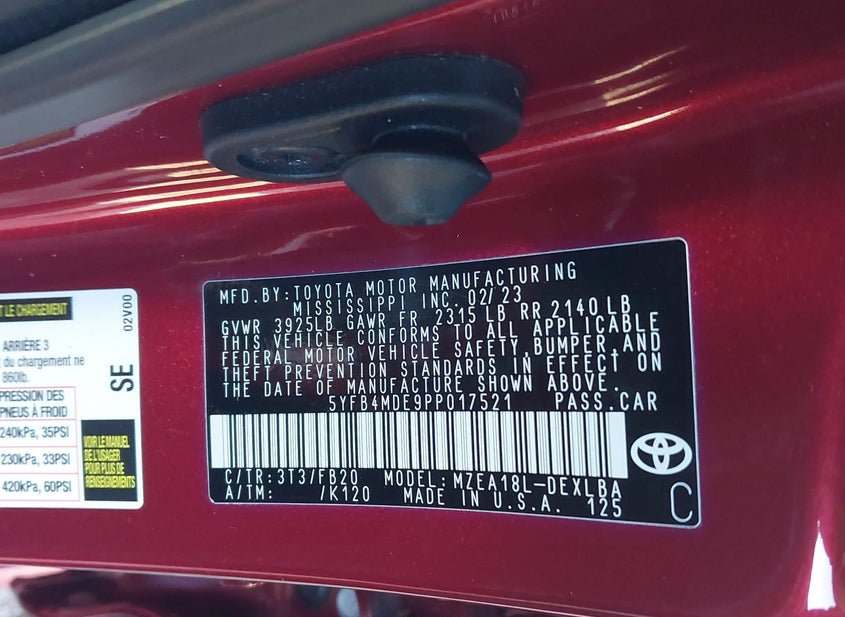 T LE CHARGEMENT
ARRIÈRE 3
t du chargement ne
860lb.
PRESSION DES
PNEUS À FROID
240kPa, 35PSI
230kPa, 33PSI
420kPa, 60PSI
02V00
SE
VOIR LE MANUEL
DE L'USAGER
POUR PLUS DE
RENSEIGNEMENTS
MFD.BY:TOYOTA MOTOR MANUFACTURING
MISSISSIPPI INC. 02/23
GVWR 3925LB GAWR FR 2315 LB RR 2140 LB
THIS VEHICLE CONFORMS TO ALL APPLICABLE
FEDERAL MOTOR VEHICLE SAFETY,BUMPER,AND
THEFT PREVENTION STANDARDS IN EFFECT ON
THE DATE OF MANUFACTURE SHOWN ABOVE.
5YFB4MDE9PP017521 PASS.CAR
C/TR:3T3/FB20 MODEL:MZEA18L-DEXLBA
A/TM: /K120 MADE IN U.S.A. 125
C